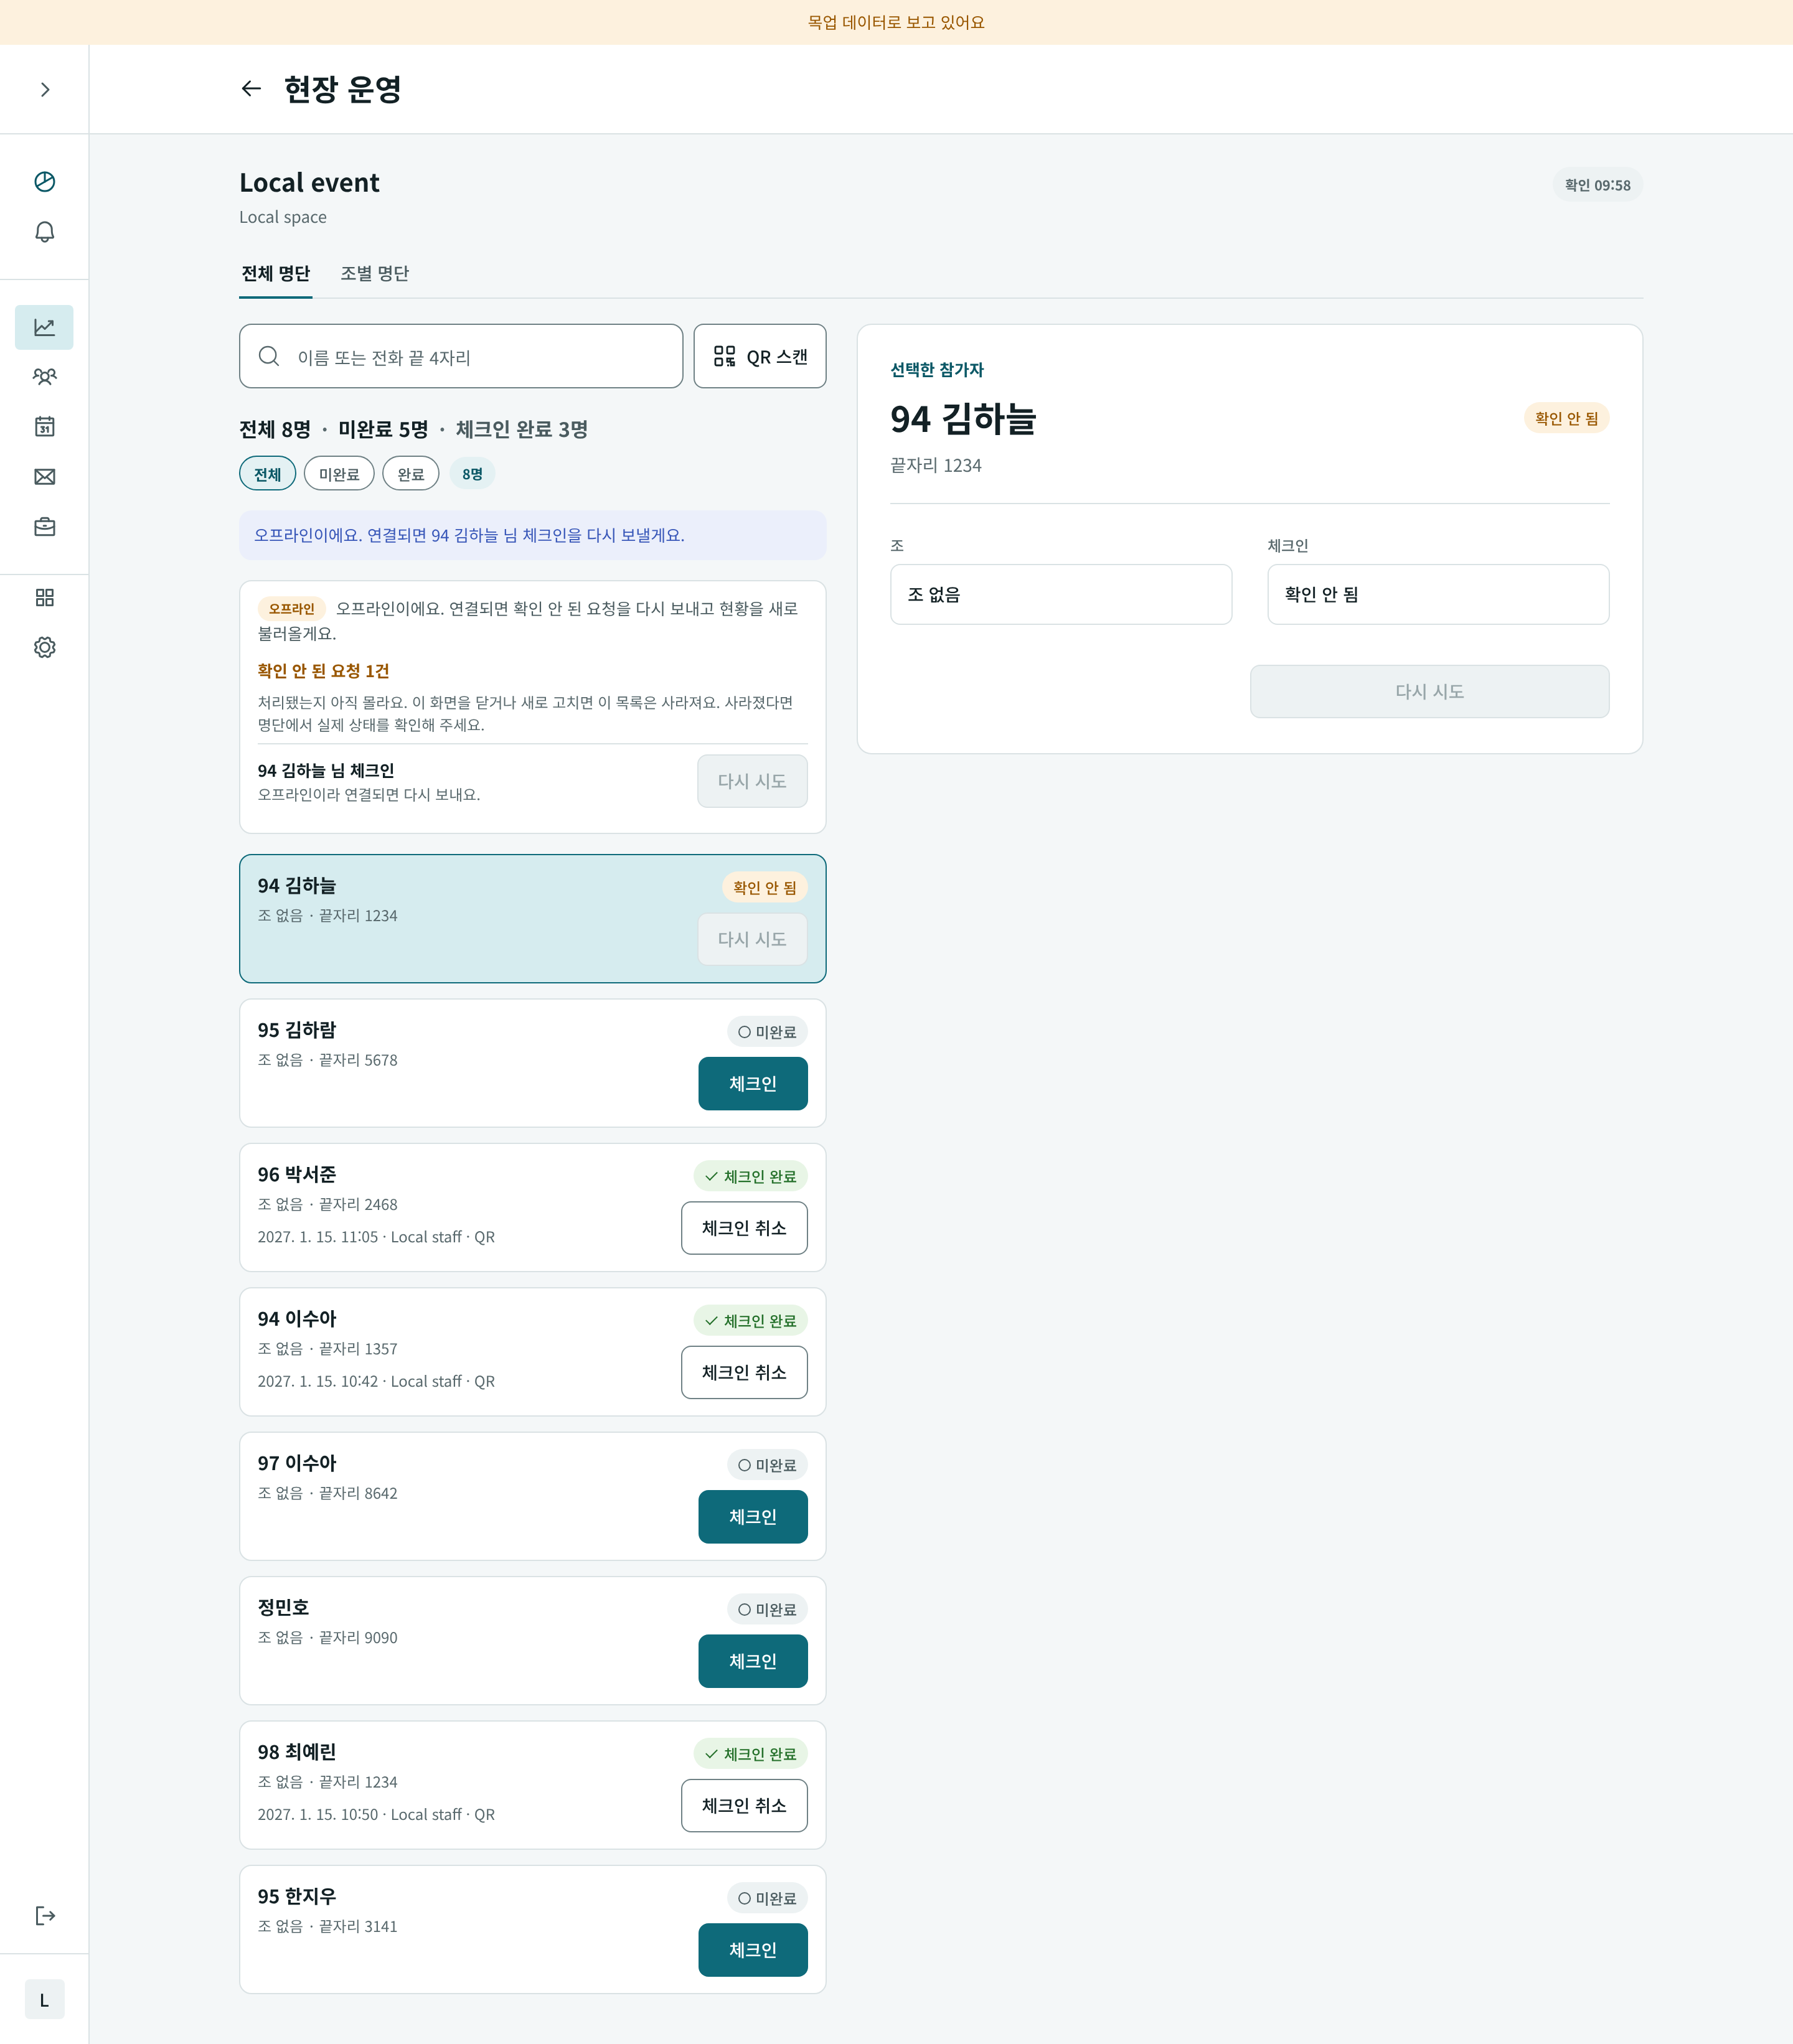 목업 데이터로 보고 있어요
현장 운영
Local event
확인 09:58
Local space
전체 명단 조별 명단
이름 또는 전화 끝 4자리
QR 스캔
전체 8명 · 미완료 5명 · 체크인 완료 3명
전체 미완료 완료 8명
오프라인이에요. 연결되면 94 김하늘 님 체크인을 다시 보낼게요.
오프라인 오프라인이에요. 연결되면 확인 안 된 요청을 다시 보내고 현황을 새로
불러올게요.
확인 안 된 요청 1건
처리됐는지 아직 몰라요. 이 화면을 닫거나 새로 고치면 이 목록은 사라져요. 사라졌다면
명단에서 실제 상태를 확인해 주세요.
94 김하늘 님 체크인
오프라인이라 연결되면 다시 보내요.
다시 시도
94 김하늘
확인 안 됨
조 없음 · 끝자리 1234
다시 시도
95 김하람
미완료
조 없음 · 끝자리 5678
체크인
96 박서준
체크인 완료
조 없음 · 끝자리 2468
체크인 취소
2027. 1. 15. 11:05 · Local staff · QR
94 이수아
체크인 완료
조 없음 · 끝자리 1357
체크인 취소
2027. 1. 15. 10:42 · Local staff · QR
97 이수아
미완료
조 없음 · 끝자리 8642
체크인
정민호
미완료
조 없음 · 끝자리 9090
체크인
98 최예린
체크인 완료
조 없음 · 끝자리 1234
체크인 취소
2027. 1. 15. 10:50 · Local staff · QR
95 한지우
미완료
조 없음 · 끝자리 3141
체크인
선택한 참가자
94 김하늘
확인 안 됨
끝자리 1234
조
조 없음
체크인
확인 안 됨
다시 시도
31
L